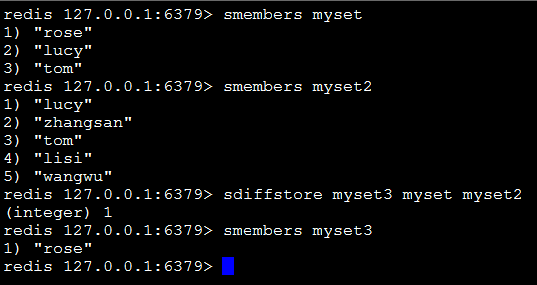 redis 127.0.0.1:6379> smembers myset
1) "rose"
2) "lucy"
3) "tom"
redis 127.0.0.1:6379> smembers myset2
1) "lucy"
2) "zhangsan"
3) "tom"
4) "lisi"
5) "wangwu"
redis 127.0.0.1:6379> sdiffstore myset3 myset myset2
(integer) 1
redis 127.0.0.1:6379> smembers myset3
1) "rose"
redis 127.0.0.1:6379>